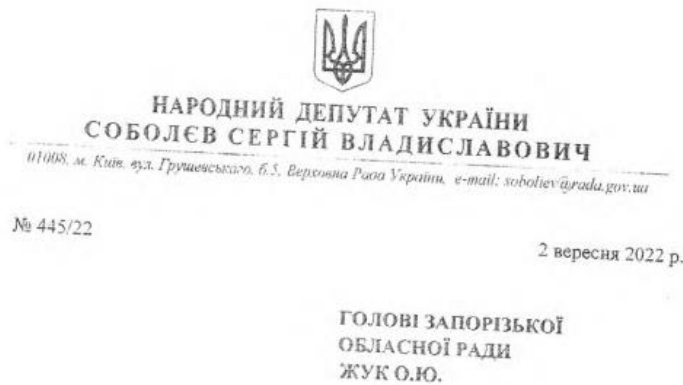 НАРОДНИЙ ДЕПУТАТ УКРАЇНИ
СОБОЛЄВ СЕРГІЙ ВЛАДИСЛАВОВИЧ
01008, м. Київ, вул. Грушевського, б.5, Верховна Рада України, e-mail: soboliev@rada.gov.ua
№ 445/22
2 вересня 2022 р.
ГОЛОВІ ЗАПОРІЗЬКОЇ
ОБЛАСНОЇ РАДИ
ЖУК О.Ю.